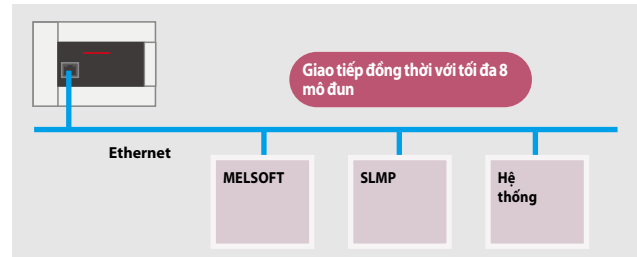 Giao tiếp đồng thời với tối đa 8
mô đun
Ethernet
MELSOFT
SLMP
Hệ
thống